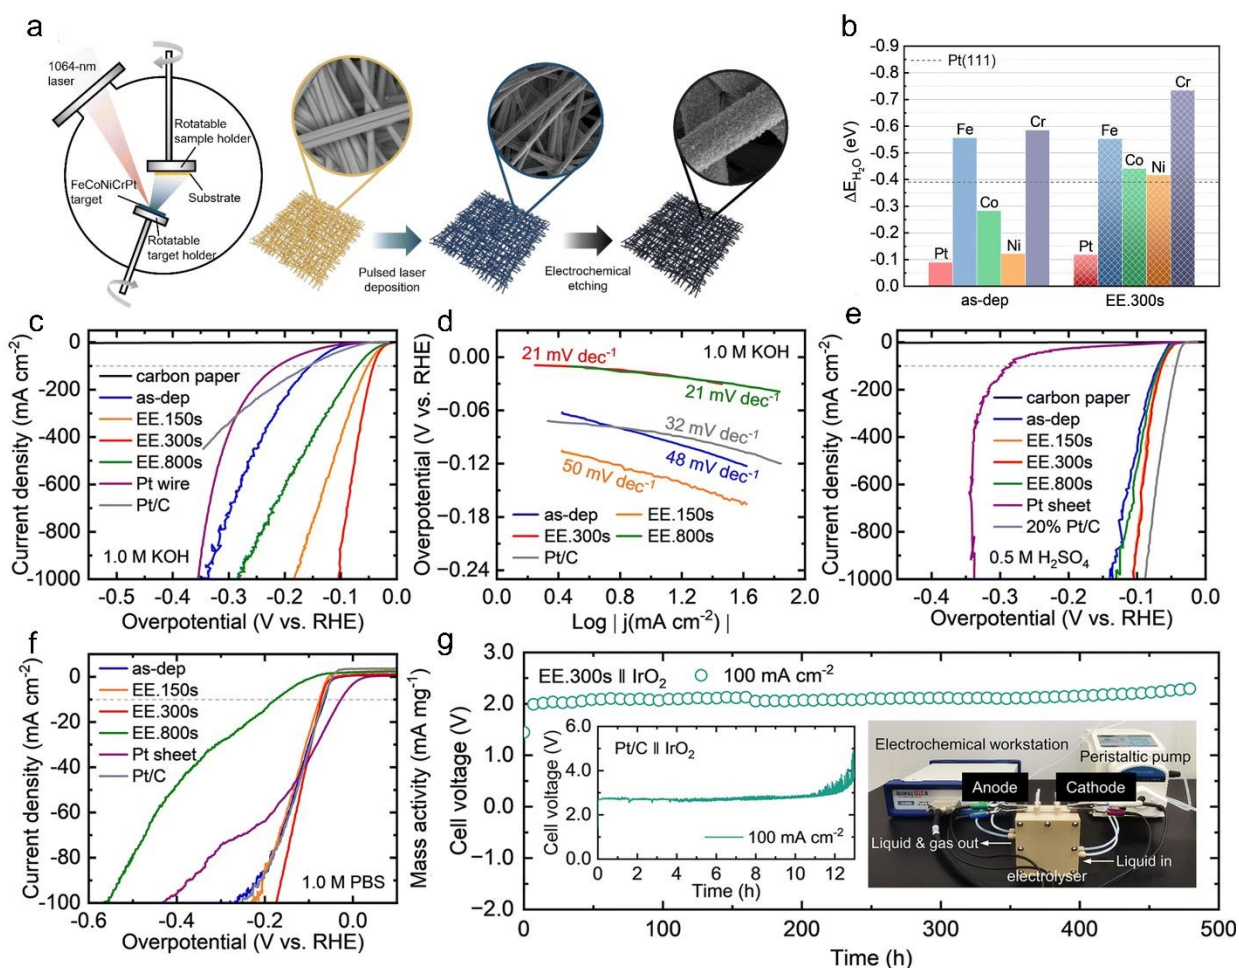 a
1064-nm
laser
Rotatable
sample holder
FeCoNiCrPt
target
Substrate
Rotatable
target holder
Pulsed laser
deposition
Electrochemical
etching
b
ΔE_H₂O (eV)
-0.9
-0.8
-0.7
-0.6
-0.5
-0.4
-0.3
-0.2
-0.1
0.0
Pt(111)
Pt
Fe
Co
Ni
Cr
Pt
Fe
Co
Ni
Cr
as-dep
EE.300s
c
Current density (mA cm⁻²)
0
-200
-400
-600
-800
-1000
carbon paper
as-dep
EE.150s
EE.300s
EE.800s
Pt wire
Pt/C
1.0 M KOH
-0.5 -0.4 -0.3 -0.2 -0.1 0.0
Overpotential (V vs. RHE)
d
Overpotential (V vs. RHE)
0.00
-0.06
-0.12
-0.18
-0.24
21 mV dec⁻¹
1.0 M KOH
21 mV dec⁻¹
32 mV dec⁻¹
48 mV dec⁻¹
50 mV dec⁻¹
as-dep EE.150s
EE.300s EE.800s
Pt/C
0.0 0.4 0.8 1.2 1.6 2.0
Log | j(mA cm⁻²) |
e
Current density (mA cm⁻²)
0
-200
-400
-600
-800
-1000
carbon paper
as-dep
EE.150s
EE.300s
EE.800s
Pt sheet
20% Pt/C
0.5 M H₂SO₄
-0.4 -0.3 -0.2 -0.1 0.0
Overpotential (V vs. RHE)
f
Current density (mA cm⁻²)
0
-20
-40
-60
-80
-100
as-dep
EE.150s
EE.300s
EE.800s
Pt sheet
Pt/C
1.0 M PBS
-0.6 -0.4 -0.2 0.0
Overpotential (V vs. RHE)
Mass activity (mA mg⁻¹)
g
Cell voltage (V)
3.0
2.0
1.0
0.0
-1.0
-2.0
EE.300s || IrO₂ 100 mA cm⁻²
Cell voltage (V)
6.0
4.0
2.0
0.0
Pt/C || IrO₂
100 mA cm⁻²
0 2 4 6 8 10 12
Time (h)
Electrochemical workstation
Peristaltic pump
Anode
Cathode
Liquid & gas out
Liquid in
electrolyser
0 100 200 300 400 500
Time (h)